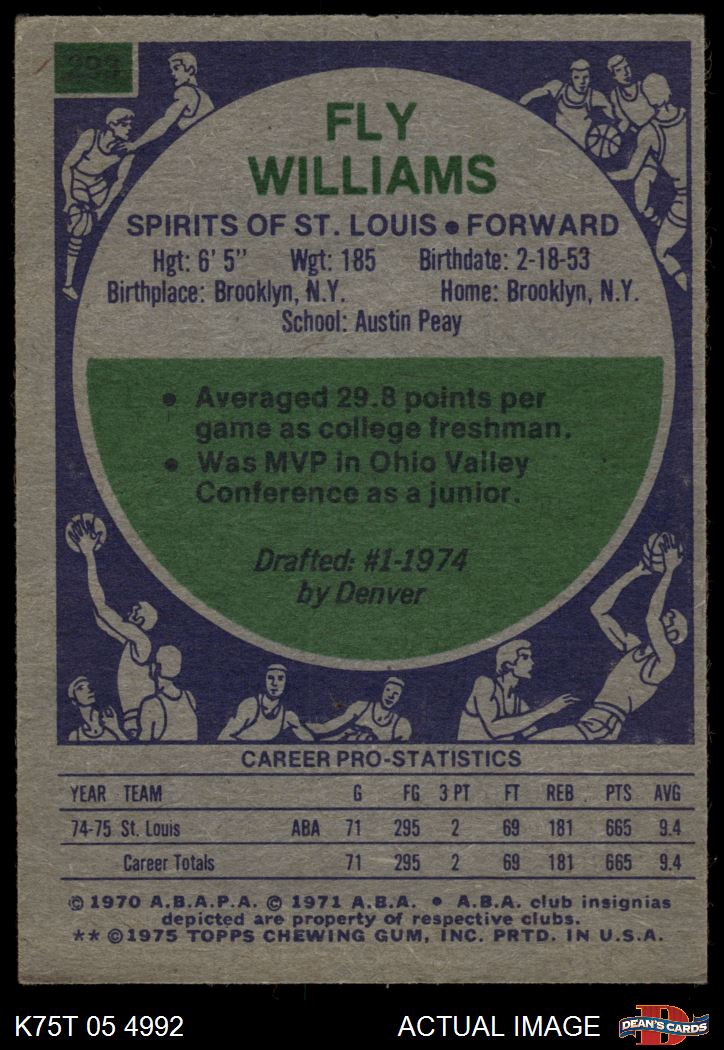 293
FLY
WILLIAMS
SPIRITS OF ST. LOUIS • FORWARD
Hgt: 6' 5" Wgt: 185 Birthdate: 2-18-53
Birthplace: Brooklyn, N.Y. Home: Brooklyn, N.Y.
School: Austin Peay
• Averaged 29.8 points per
game as college freshman.
• Was MVP in Ohio Valley
Conference as a junior.
Drafted: #1-1974
by Denver
CAREER PRO-STATISTICS
YEAR TEAM G FG 3 PT FT REB PTS AVG
74-75 St. Louis ABA 71 295 2 69 181 665 9.4
Career Totals 71 295 2 69 181 665 9.4
© 1970 A.B.A.P.A. © 1971 A.B.A. • A.B.A. club insignias
depicted are property of respective clubs.
** © 1975 TOPPS CHEWING GUM, INC. PRTD. IN U.S.A.
K75T 05 4992 ACTUAL IMAGE D DEAN'S CARDS